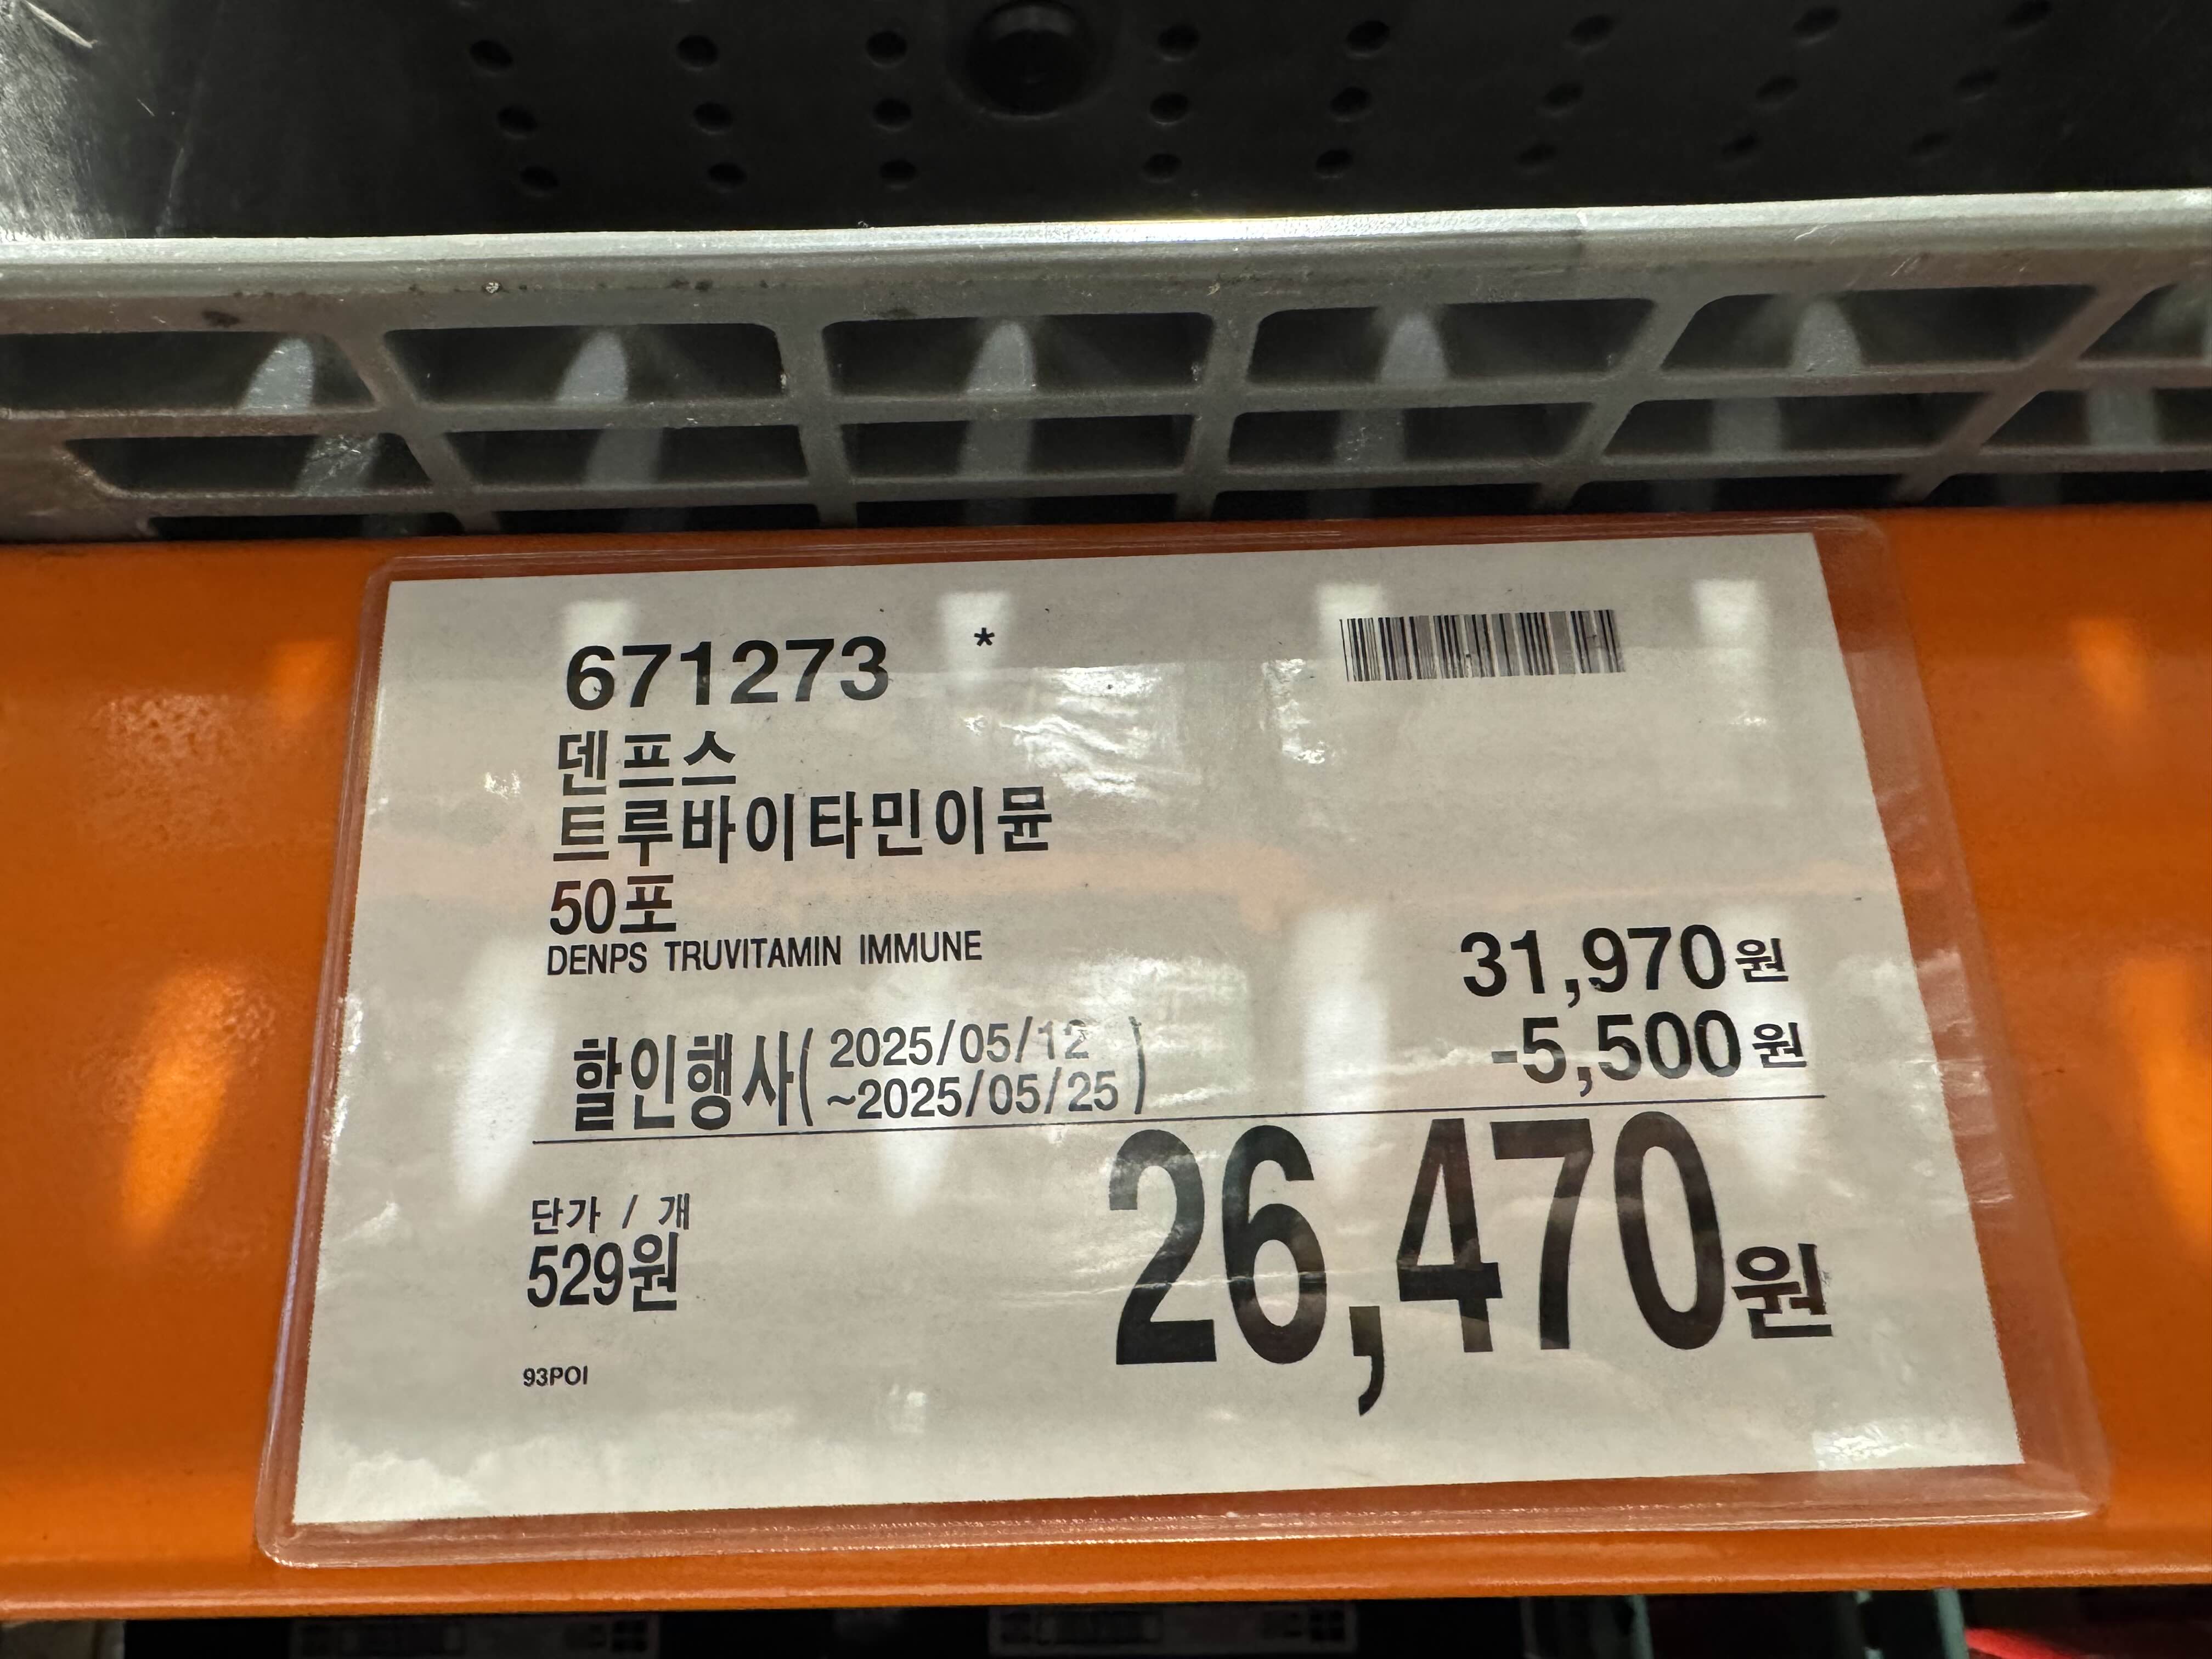 671273 *
덴프스
트루바이타민이뮨
50포
DENPS TRUVITAMIN IMMUNE
31,970원
할인행사( 2025/05/12
~2025/05/25 )
-5,500원
단가 / 개
529원
26,470원
93POI